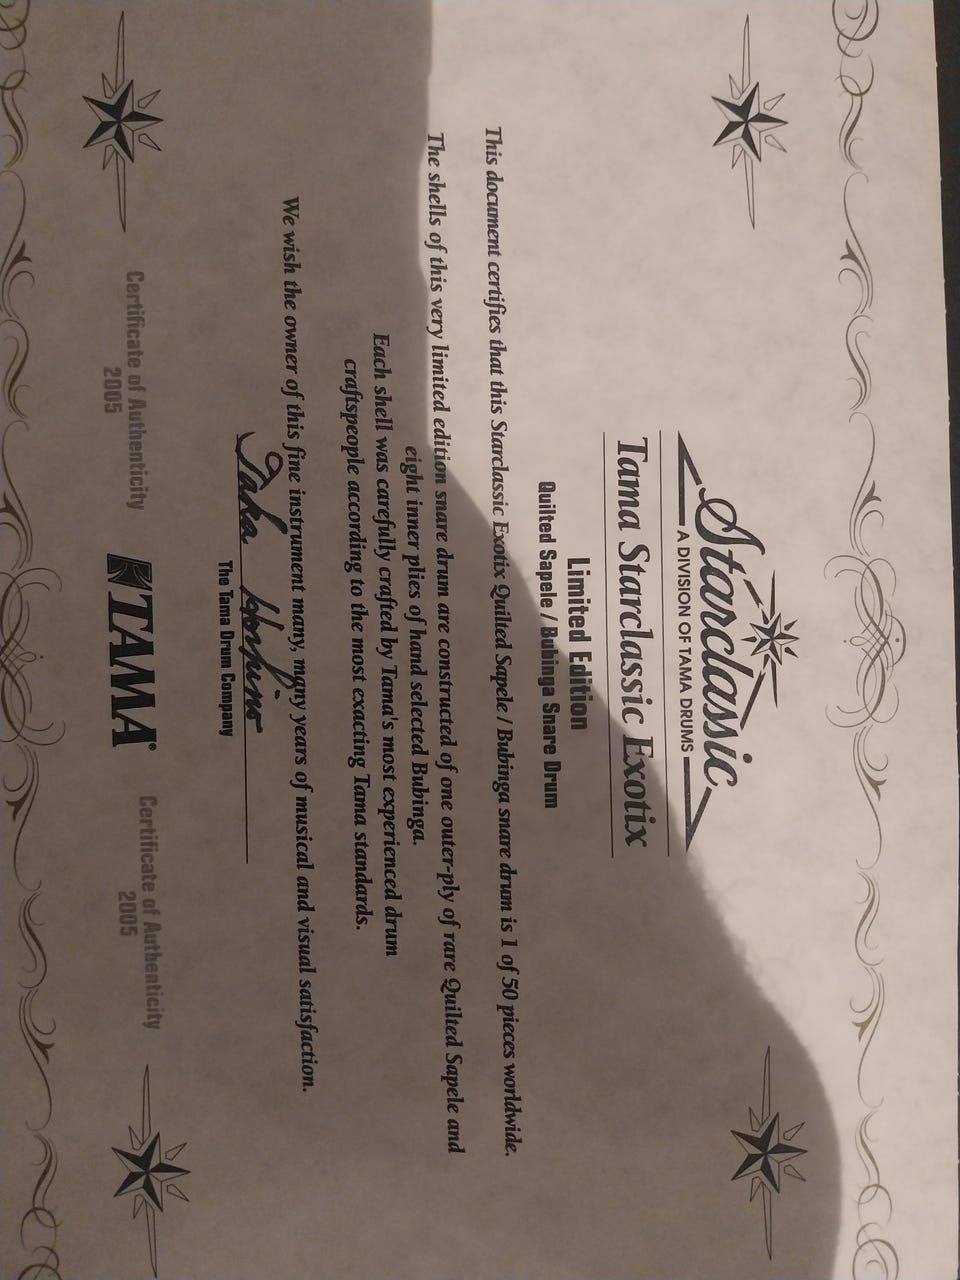 Starclassic
A DIVISION OF TAMA DRUMS
Tama Starclassic Exotix
Limited Edition
Quilted Sapele / Bubinga Snare Drum
This document certifies that this Starclassic Exotix Quilted Sapele / Bubinga snare drum is 1 of 50 pieces worldwide.
The shells of this very limited edition snare drum are constructed of one outer-ply of rare Quilted Sapele and
eight inner plies of hand selected Bubinga.
Each shell was carefully crafted by Tama's most experienced drum
craftspeople according to the most exacting Tama standards.
We wish the owner of this fine instrument many, many years of musical and visual satisfaction.
The Tama Drum Company
Certificate of Authenticity
2005
TAMA®
Certificate of Authenticity
2005